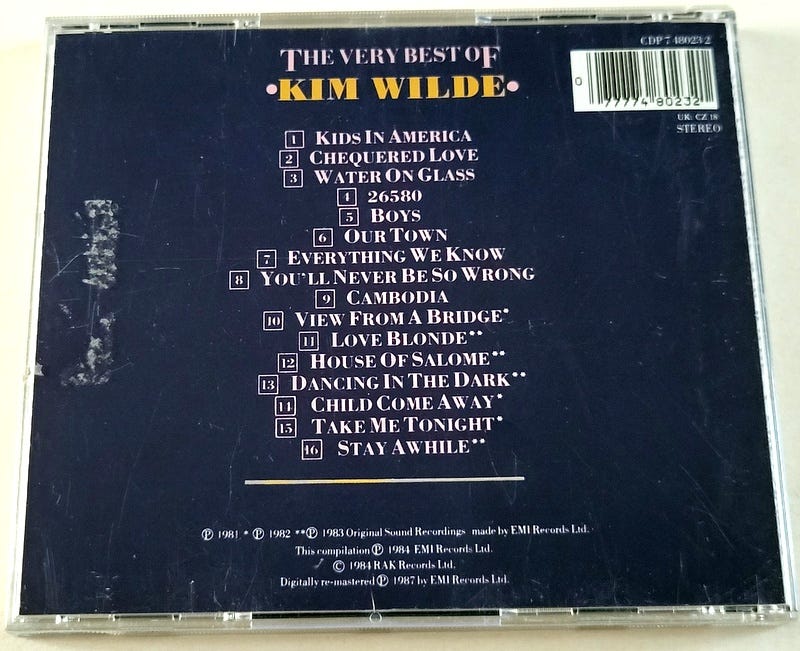 THE VERY BEST OF
•KIM WILDE•
CDP 7 48023 2
0 77774 80232
UK: CZ 18
STEREO
1 KIDS IN AMERICA
2 CHEQUERED LOVE
3 WATER ON GLASS
4 26580
5 BOYS
6 OUR TOWN
7 EVERYTHING WE KNOW
8 YOU'LL NEVER BE SO WRONG
9 CAMBODIA
10 VIEW FROM A BRIDGE*
11 LOVE BLONDE**
12 HOUSE OF SALOME**
13 DANCING IN THE DARK**
14 CHILD COME AWAY*
15 TAKE ME TONIGHT*
16 STAY AWHILE**
℗ 1981 * ℗ 1982 **℗ 1983 Original Sound Recordings made by EMI Records Ltd.
This compilation ℗ 1984 EMI Records Ltd.
© 1984 RAK Records Ltd.
Digitally re-mastered ℗ 1987 by EMI Records Ltd.